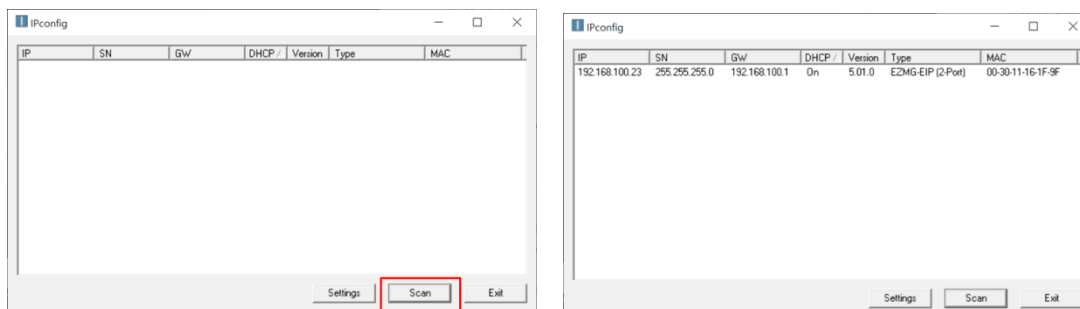 IPconfig
IP SN GW DHCP Version Type MAC
Settings Scan Exit
IPconfig
IP SN GW DHCP Version Type MAC
192.168.100.23 255.255.255.0 192.168.100.1 On 5.01.0 EZMG-EIP (2-Port) 00-30-11-16-1F-9F
Settings Scan Exit